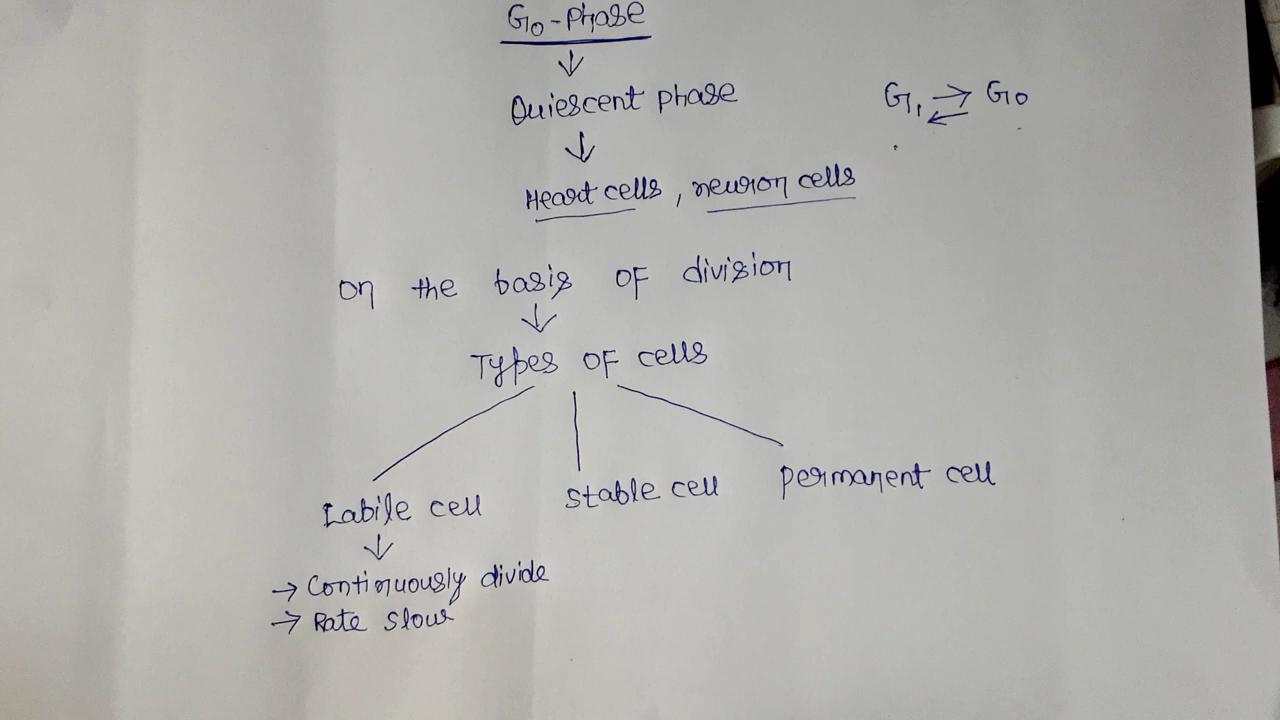 G0-Phase
↓
Quiescent phase
G1 ⇄ G0
↓
Heart cells, neuron cells
on the basis OF division
↓
Types OF cells
Labile cell
stable cell
permanent cell
↓
→ Continuously divide
→ Rate slow